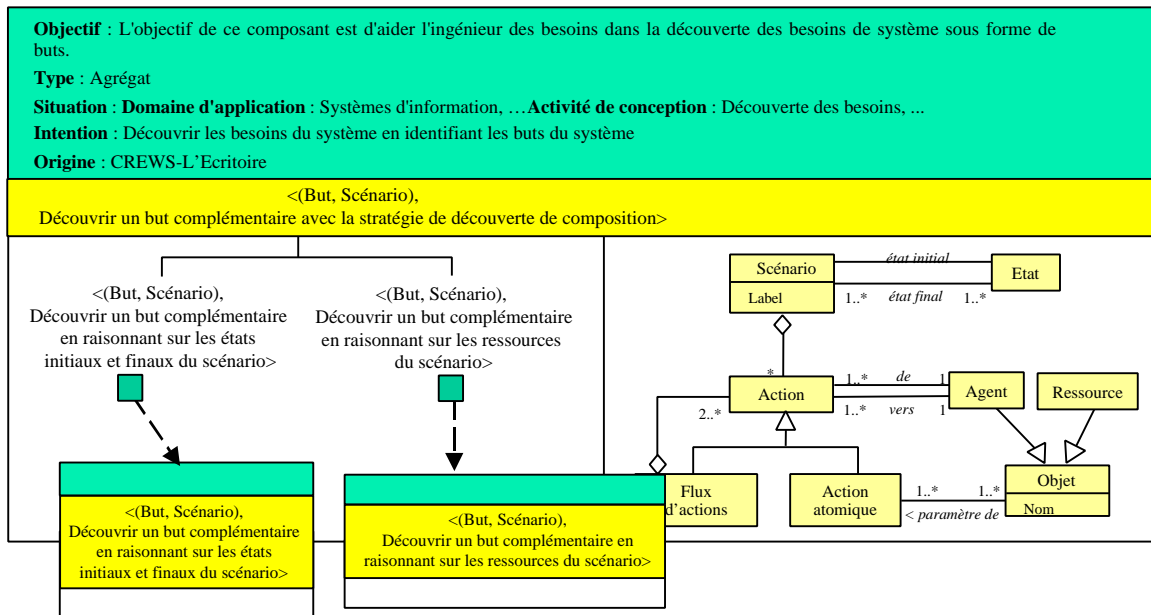 Objectif : L'objectif de ce composant est d'aider l'ingénieur des besoins dans la découverte des besoins de système sous forme de
buts.
Type : Agrégat
Situation : Domaine d'application : Systèmes d'information, …Activité de conception : Découverte des besoins, ...
Intention : Découvrir les besoins du système en identifiant les buts du système
Origine : CREWS-L’Ecritoire
<(But, Scénario),
Découvrir un but complémentaire avec la stratégie de découverte de composition>
<(But, Scénario),
Découvrir un but complémentaire
en raisonnant sur les états
initiaux et finaux du scénario>
<(But, Scénario),
Découvrir un but complémentaire
en raisonnant sur les ressources
du scénario>
<(But, Scénario),
Découvrir un but complémentaire
en raisonnant sur les états
initiaux et finaux du scénario>
<(But, Scénario),
Découvrir un but complémentaire en
raisonnant sur les ressources du scénario>
Scénario
Label
état initial
1..* état final 1..*
Etat
*
Action
2..*
1..* de 1
1..* vers 1
Agent
Ressource
Flux
d’actions
Action
atomique
1..* 1..*
< paramètre de
Objet
Nom